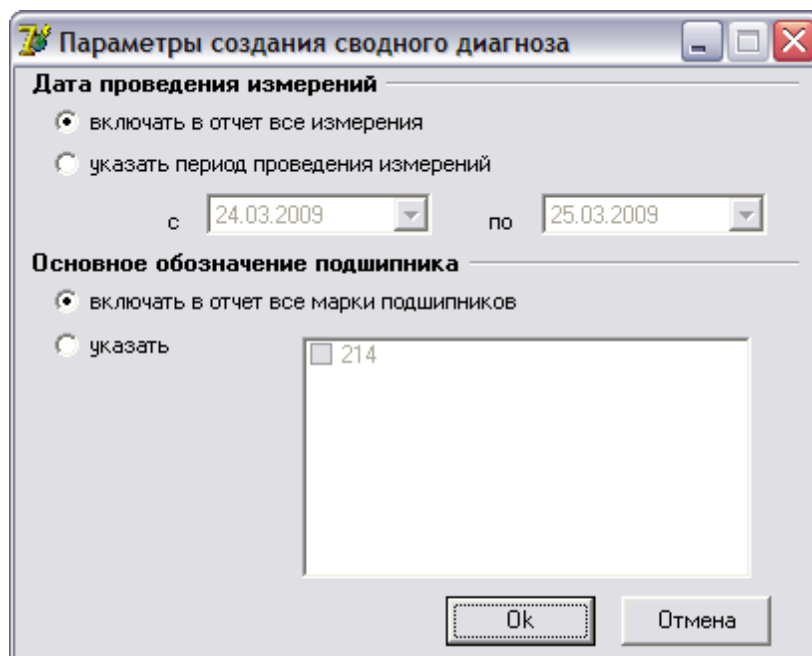 Параметры создания сводного диагноза
Дата проведения измерений
включать в отчет все измерения
указать период проведения измерений
с 24.03.2009 по 25.03.2009
Основное обозначение подшипника
включать в отчет все марки подшипников
указать 214
Ok Отмена